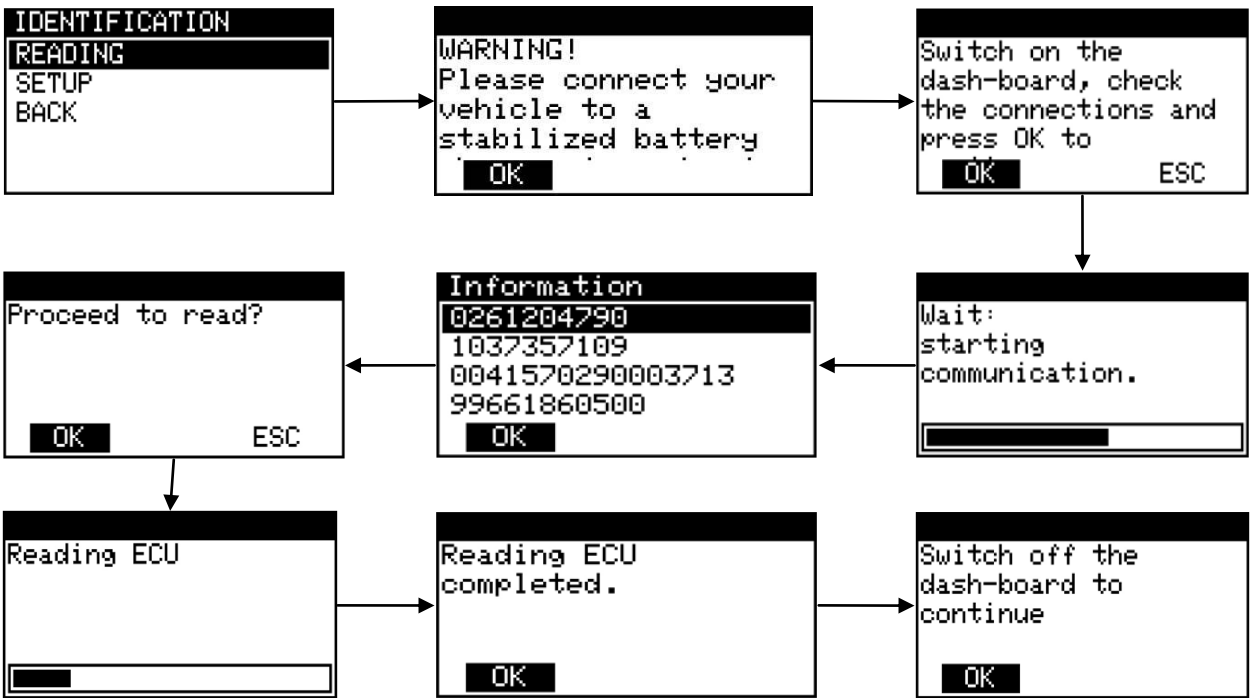 IDENTIFICATION
READING
SETUP
BACK
WARNING!
Please connect your
vehicle to a
stabilized battery
OK
Switch on the
dash-board, check
the connections and
press OK to
OK ESC
Wait:
starting
communication.
Information
0261204790
1037357109
0041570290003713
99661860500
OK
Proceed to read?
OK ESC
Reading ECU
Reading ECU
completed.
OK
Switch off the
dash-board to
continue
OK